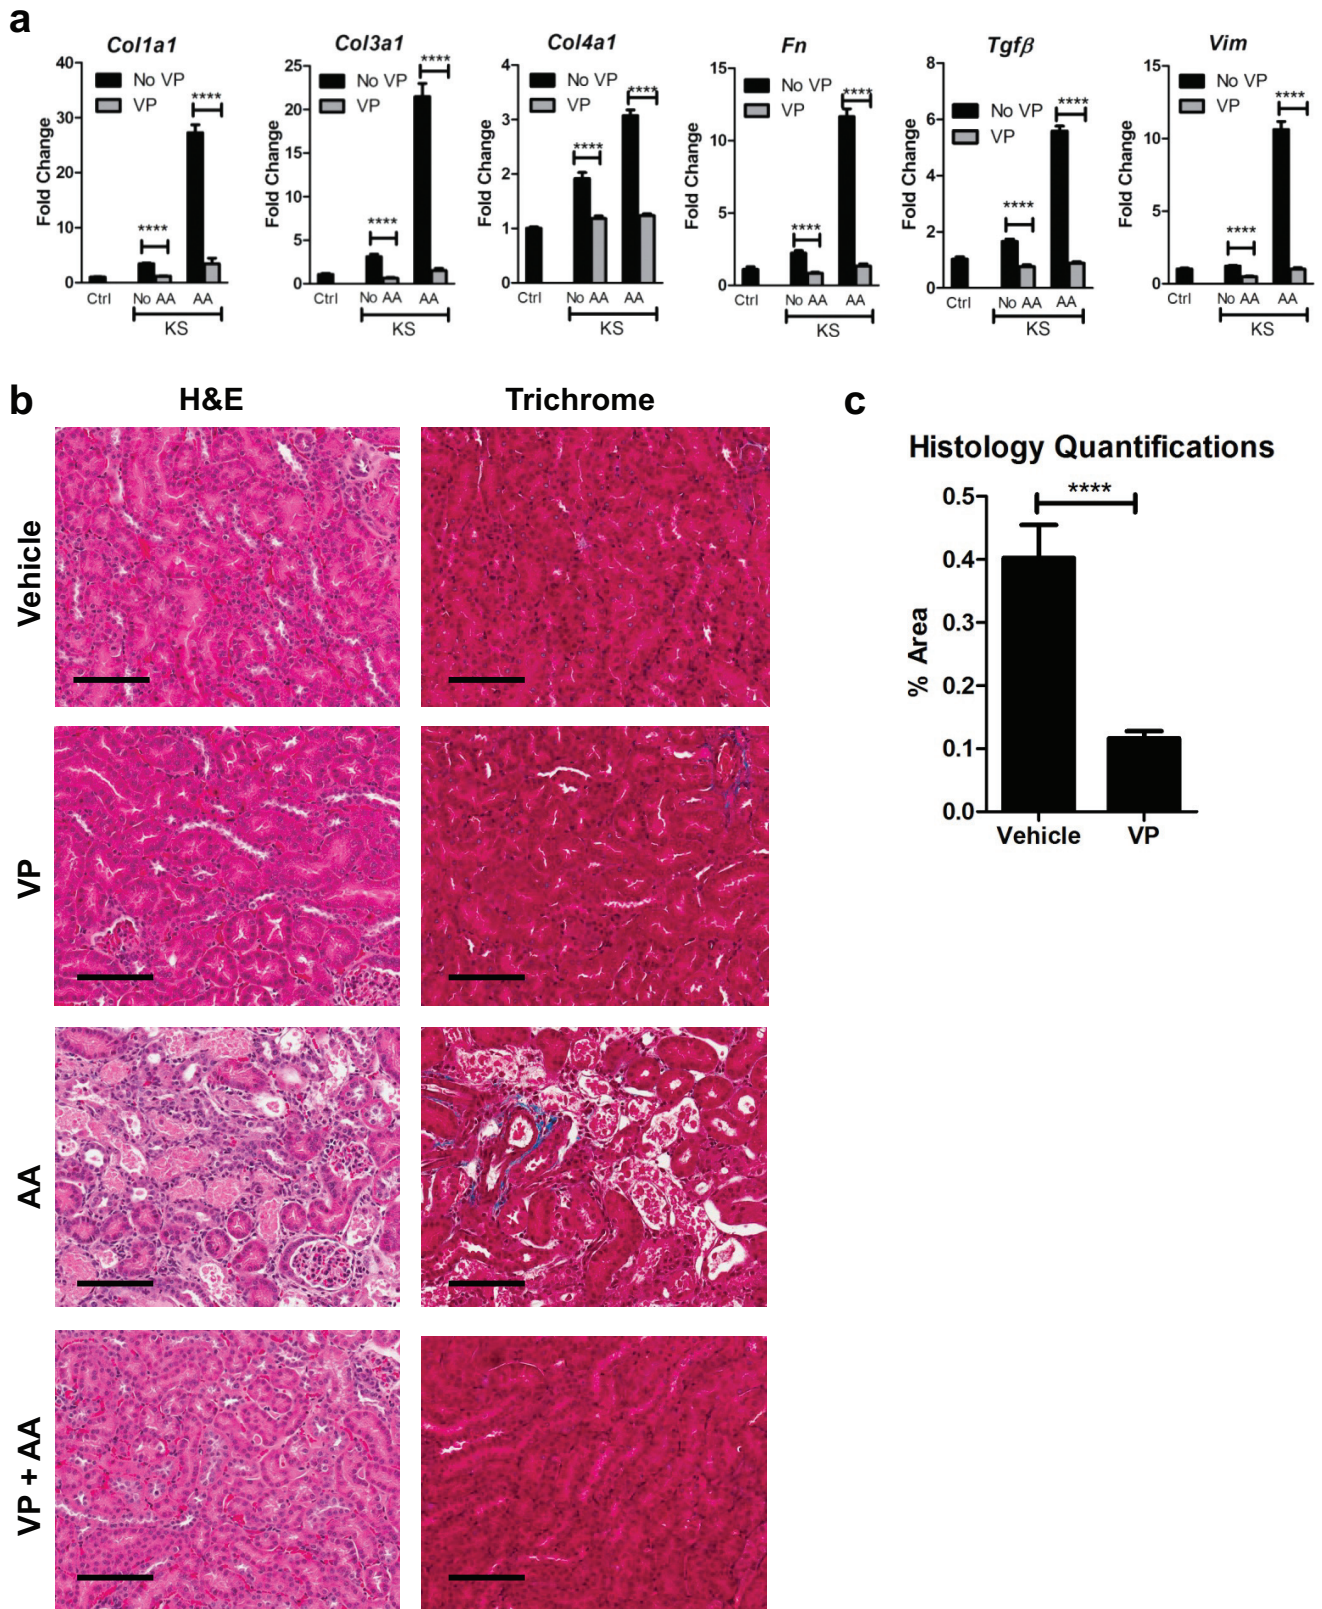 a
Col1a1
Fold Change
40
30
20
10
0
No VP
VP
****
****
Ctrl
No AA
AA
KS
Col3a1
Fold Change
25
20
15
10
5
0
No VP
VP
****
****
Ctrl
No AA
AA
KS
Col4a1
Fold Change
4
3
2
1
0
No VP
VP
****
****
Ctrl
No AA
AA
KS
Fn
Fold Change
15
10
5
0
No VP
VP
****
****
Ctrl
No AA
AA
KS
Tgfβ
Fold Change
8
6
4
2
0
No VP
VP
****
****
Ctrl
No AA
AA
KS
Vim
Fold Change
15
10
5
0
No VP
VP
****
****
Ctrl
No AA
AA
KS
b
H&E
Trichrome
Vehicle
VP
AA
VP + AA
c
Histology Quantifications
% Area
0.5
0.4
0.3
0.2
0.1
0.0
****
Vehicle
VP